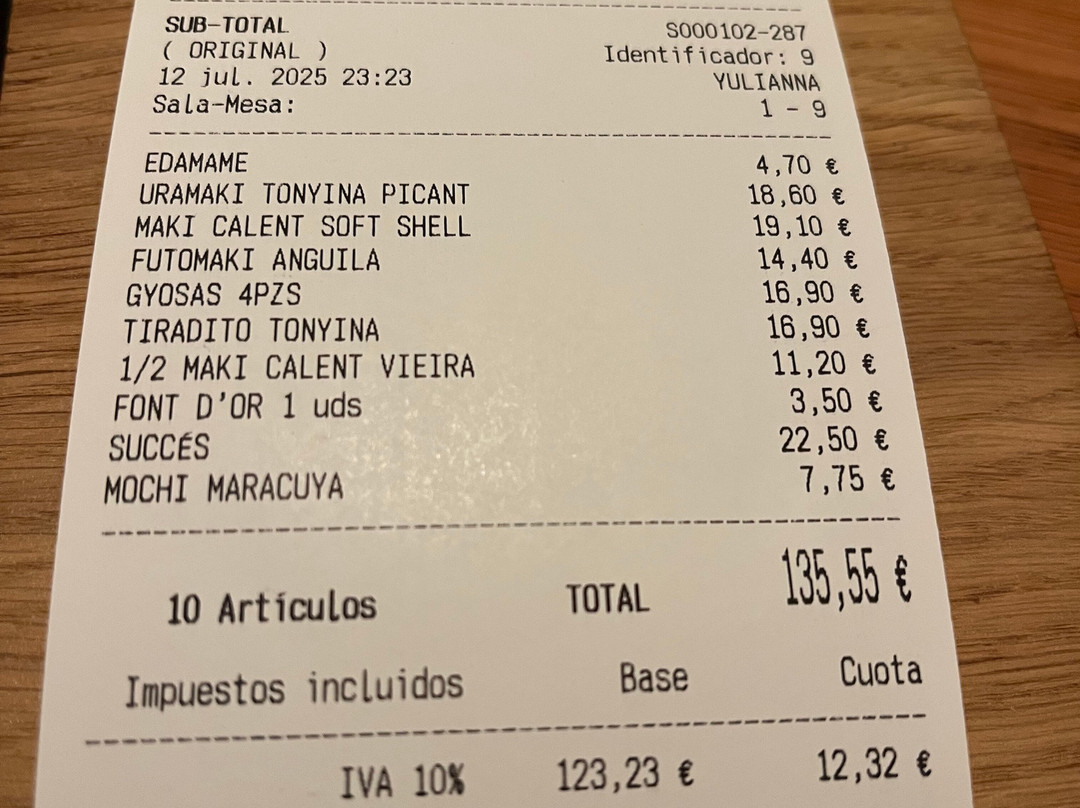 SUB-TOTAL S000102-287
( ORIGINAL ) Identificador: 9
12 jul. 2025 23:23 YULIANNA
Sala-Mesa: 1 - 9
EDAMAME 4,70 €
URAMAKI TONYINA PICANT 18,60 €
MAKI CALENT SOFT SHELL 19,10 €
FUTOMAKI ANGUILA 14,40 €
GYOSAS 4PZS 16,90 €
TIRADITO TONYINA 16,90 €
1/2 MAKI CALENT VIEIRA 11,20 €
FONT D'OR 1 uds 3,50 €
SUCCÉS 22,50 €
MOCHI MARACUYA 7,75 €
10 Artículos TOTAL 135,55 €
Impuestos incluidos Base Cuota
IVA 10% 123,23 € 12,32 €